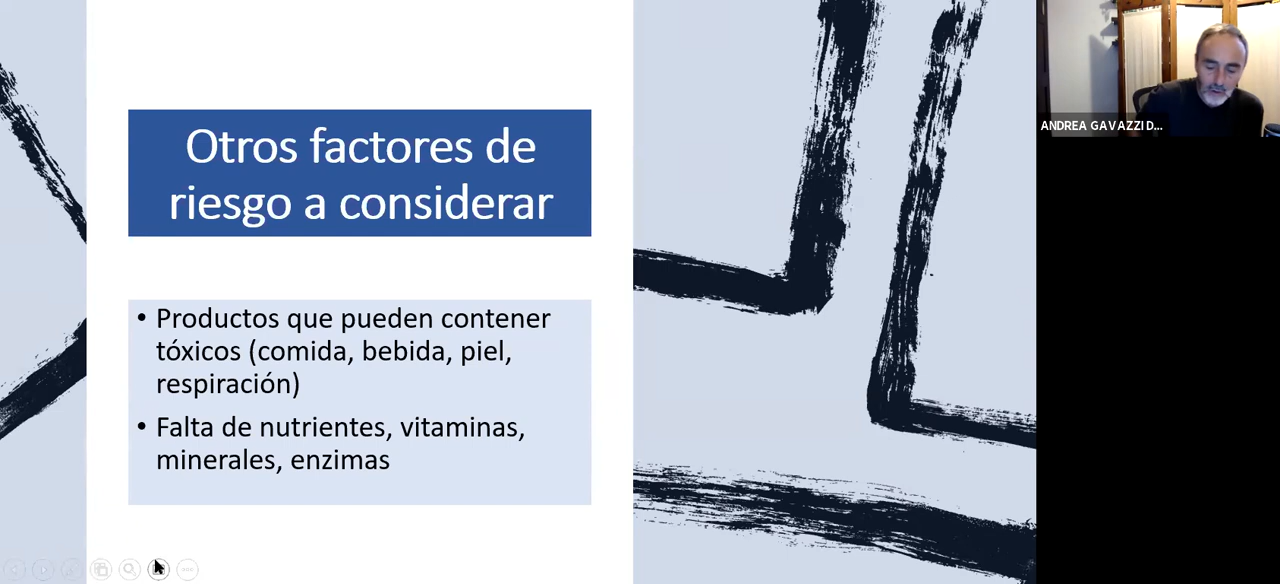 Otros factores de
riesgo a considerar
• Productos que pueden contener
tóxicos (comida, bebida, piel,
respiración)
• Falta de nutrientes, vitaminas,
minerales, enzimas
ANDREA GAVAZZI D...